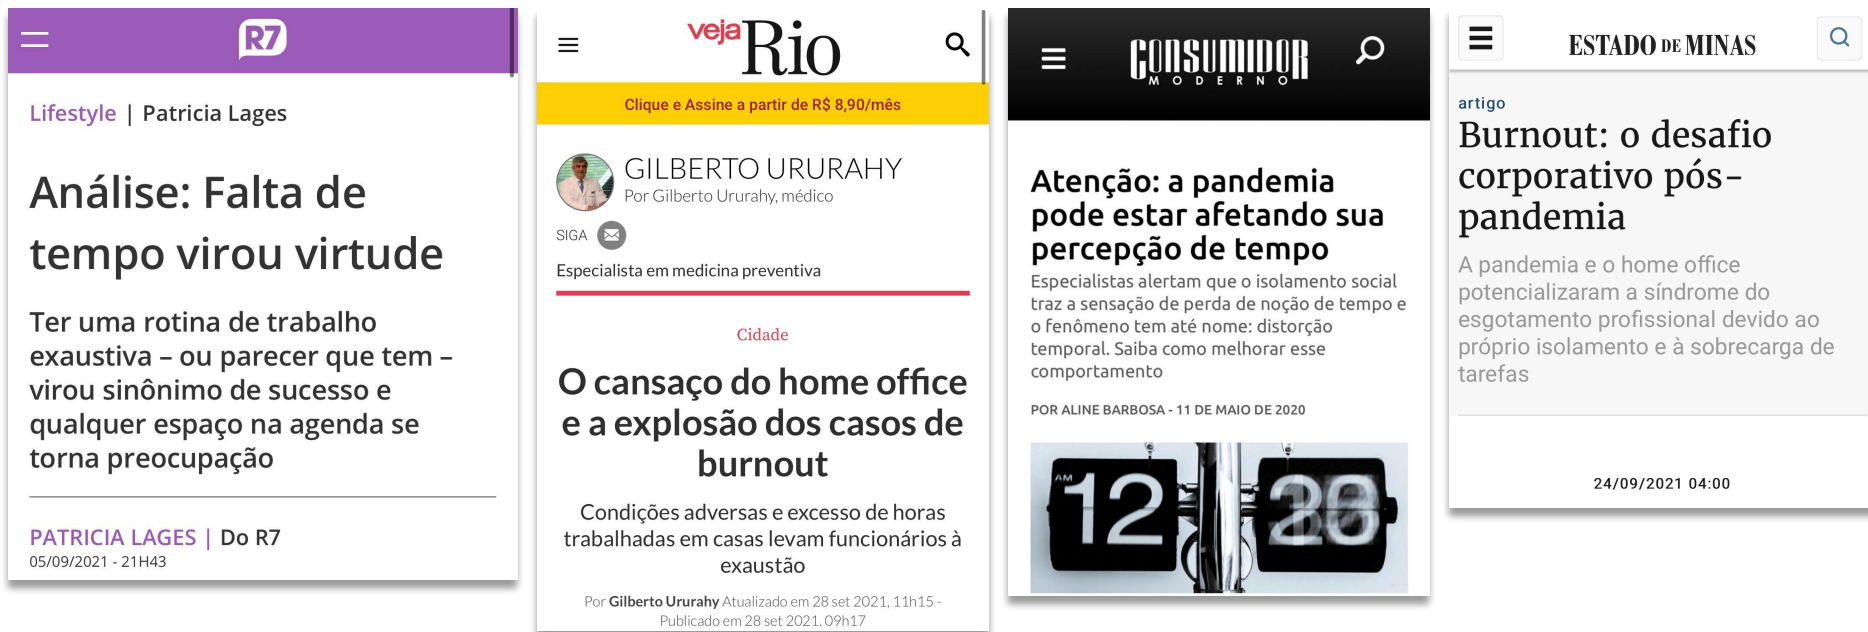 R7
Lifestyle | Patricia Lages
Análise: Falta de
tempo virou virtude
Ter uma rotina de trabalho
exaustiva – ou parecer que tem –
virou sinônimo de sucesso e
qualquer espaço na agenda se
torna preocupação
PATRICIA LAGES | Do R7
05/09/2021 - 21H43
veja Rio
Clique e Assine a partir de R$ 8,90/mês
GILBERTO URURAHY
Por Gilberto Ururahy, médico
SIGA
Especialista em medicina preventiva
Cidade
O cansaço do home office
e a explosão dos casos de
burnout
Condições adversas e excesso de horas
trabalhadas em casas levam funcionários à
exaustão
Por Gilberto Ururahy Atualizado em 28 set 2021, 11h15 -
Publicado em 28 set 2021, 09h17
CONSUMIDOR
MODERNO
Atenção: a pandemia
pode estar afetando sua
percepção de tempo
Especialistas alertam que o isolamento social
traz a sensação de perda de noção de tempo e
o fenômeno tem até nome: distorção
temporal. Saiba como melhorar esse
comportamento
POR ALINE BARBOSA - 11 DE MAIO DE 2020
AM
12
ESTADO DE MINAS
artigo
Burnout: o desafio
corporativo pós-
pandemia
A pandemia e o home office
potencializaram a síndrome do
esgotamento profissional devido ao
próprio isolamento e à sobrecarga de
tarefas
24/09/2021 04:00